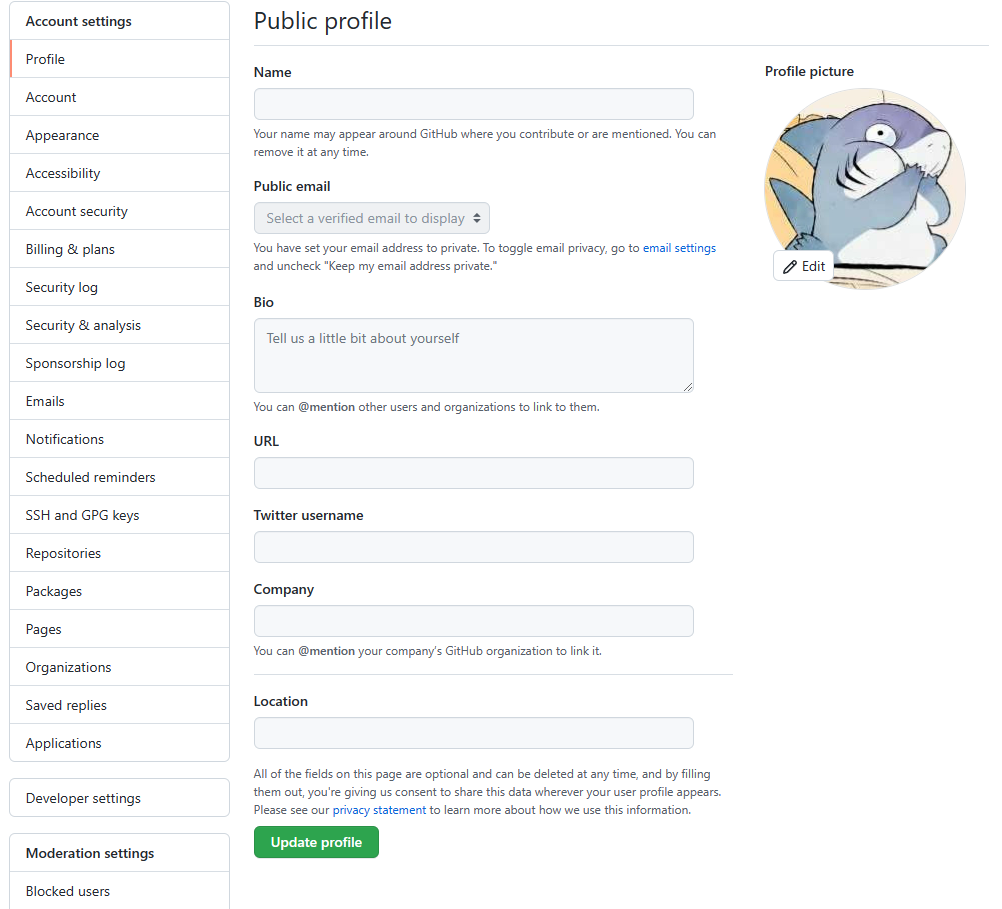 Account settings
Profile
Account
Appearance
Accessibility
Account security
Billing & plans
Security log
Security & analysis
Sponsorship log
Emails
Notifications
Scheduled reminders
SSH and GPG keys
Repositories
Packages
Pages
Organizations
Saved replies
Applications
Developer settings
Moderation settings
Blocked users
Public profile
Name
Your name may appear around GitHub where you contribute or are mentioned. You can
remove it at any time.
Public email
Select a verified email to display
You have set your email address to private. To toggle email privacy, go to email settings
and uncheck "Keep my email address private."
Bio
Tell us a little bit about yourself
You can @mention other users and organizations to link to them.
URL
Twitter username
Company
You can @mention your company's GitHub organization to link it.
Location
All of the fields on this page are optional and can be deleted at any time, and by filling
them out, you're giving us consent to share this data wherever your user profile appears.
Please see our privacy statement to learn more about how we use this information.
Update profile
Profile picture
Edit